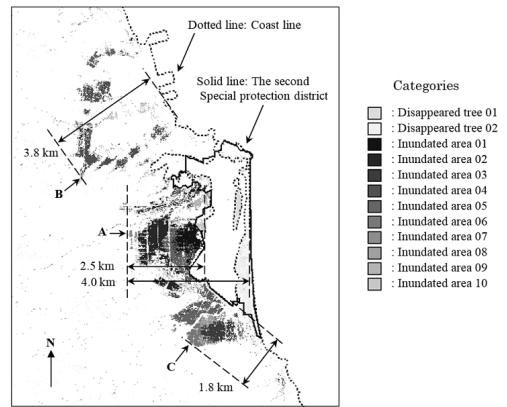 Dotted line: Coast line
Solid line: The second
Special protection district
3.8 km
B
A
2.5 km
4.0 km
N
C
1.8 km
Categories
: Disappeared tree 01
: Disappeared tree 02
: Inundated area 01
: Inundated area 02
: Inundated area 03
: Inundated area 04
: Inundated area 05
: Inundated area 06
: Inundated area 07
: Inundated area 08
: Inundated area 09
: Inundated area 10